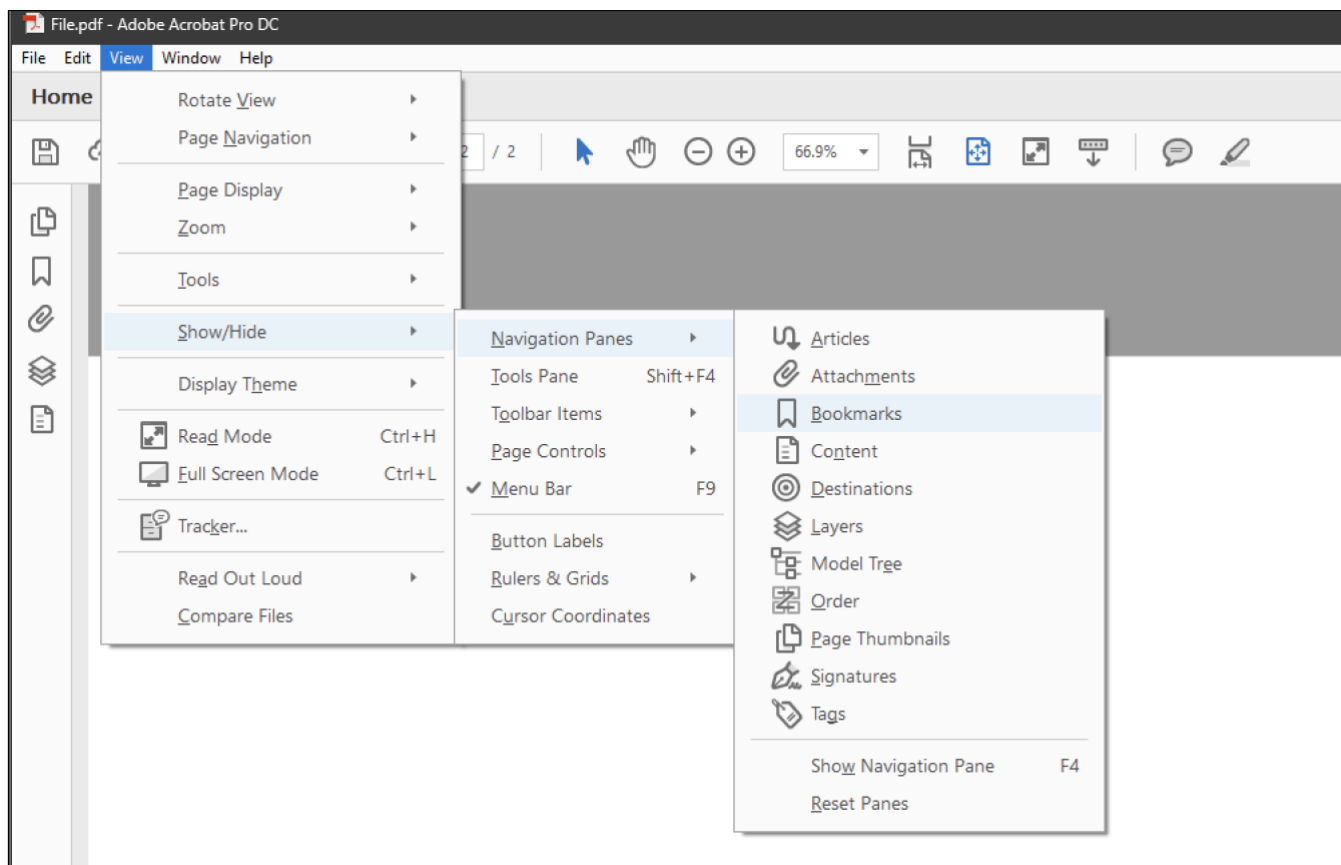 File.pdf - Adobe Acrobat Pro DC
File Edit View Window Help
Home
2 / 2 66.9%
Rotate View
Page Navigation
Page Display
Zoom
Tools
Show/Hide
Display Theme
Read Mode Ctrl+H
Full Screen Mode Ctrl+L
Tracker...
Read Out Loud
Compare Files
Navigation Panes
Tools Pane Shift+F4
Toolbar Items
Page Controls
Menu Bar F9
Button Labels
Rulers & Grids
Cursor Coordinates
Articles
Attachments
Bookmarks
Content
Destinations
Layers
Model Tree
Order
Page Thumbnails
Signatures
Tags
Show Navigation Pane F4
Reset Panes